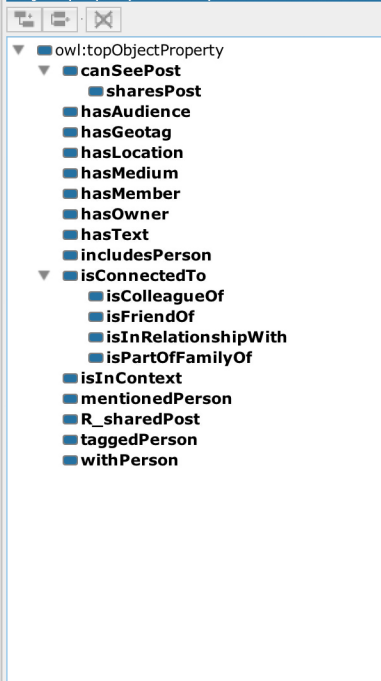 owl:topObjectProperty
canSeePost
sharesPost
hasAudience
hasGeotag
hasLocation
hasMedium
hasMember
hasOwner
hasText
includesPerson
isConnectedTo
isColleagueOf
isFriendOf
isInRelationshipWith
isPartOfFamilyOf
isInContext
mentionedPerson
R_sharedPost
taggedPerson
withPerson